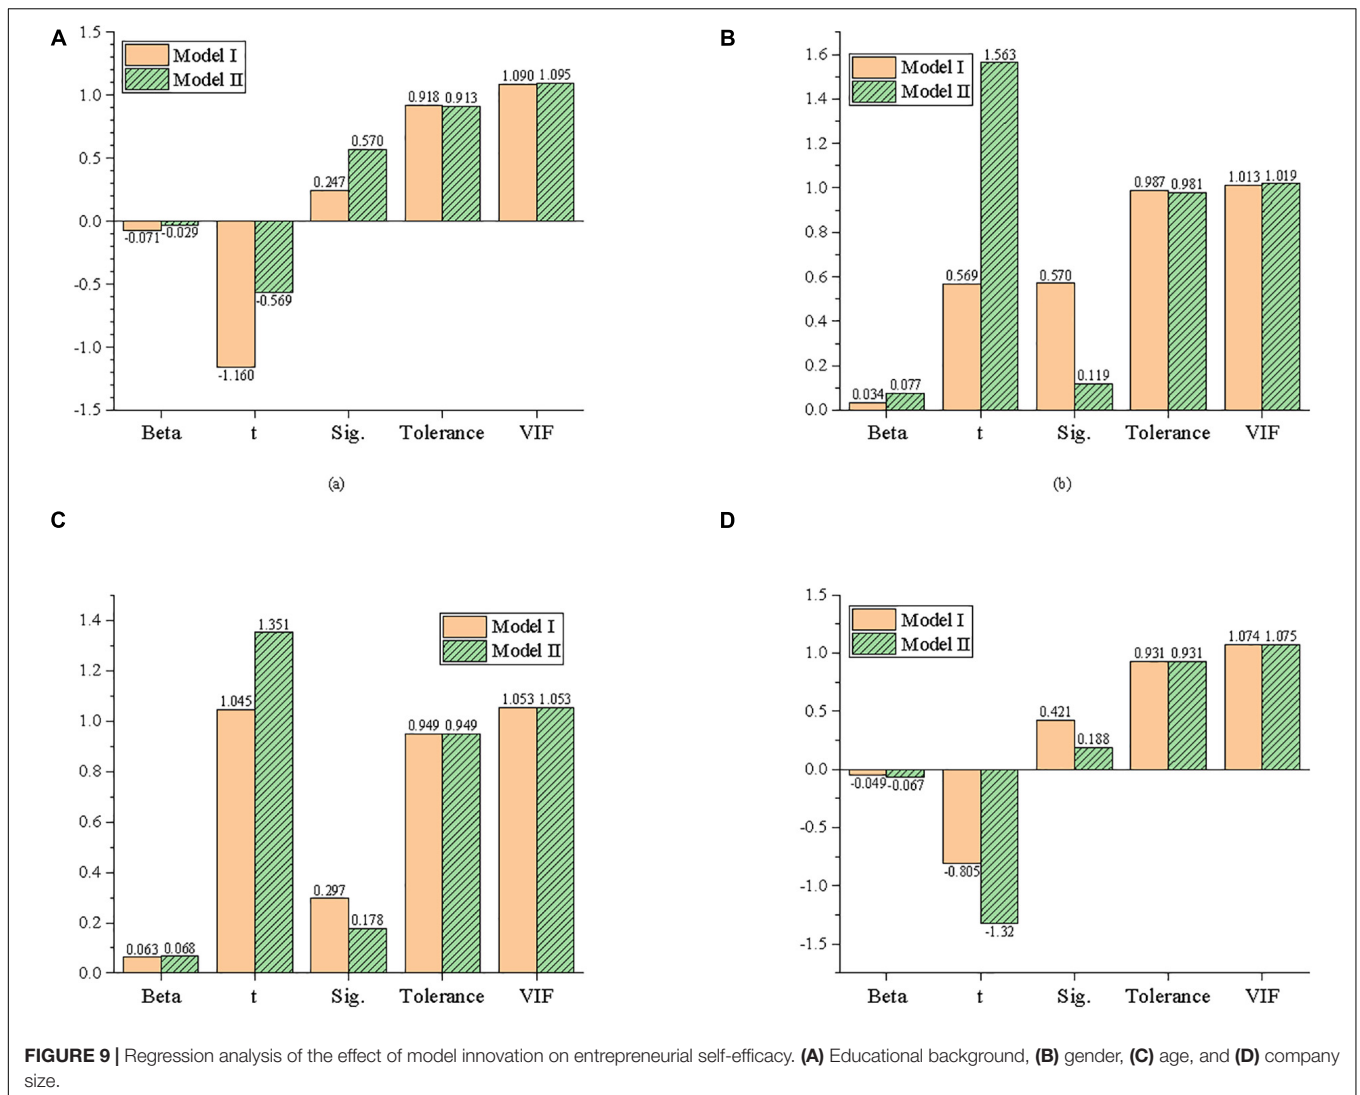 A
1.5
1.0
0.5
0.0
-0.5
-1.0
-1.5
Model I
Model II
-0.071 -0.029
-1.160
-0.569
0.247
0.570
0.918 0.913
1.090 1.095
Beta t Sig. Tolerance VIF
(a)
B
1.6
1.4
1.2
1.0
0.8
0.6
0.4
0.2
0.0
Model I
Model II
0.034 0.077
0.569
1.563
0.570
0.119
0.987 0.981
1.013 1.019
Beta t Sig. Tolerance VIF
(b)
C
1.4
1.2
1.0
0.8
0.6
0.4
0.2
0.0
Model I
Model II
0.063 0.068
1.045
1.351
0.297
0.178
0.949 0.949
1.053 1.053
Beta t Sig. Tolerance VIF
D
1.5
1.0
0.5
0.0
-0.5
-1.0
-1.5
Model I
Model II
-0.049 -0.067
-0.805
-1.32
0.421
0.188
0.931 0.931
1.074 1.075
Beta t Sig. Tolerance VIF
FIGURE 9 | Regression analysis of the effect of model innovation on entrepreneurial self-efficacy. (A) Educational background, (B) gender, (C) age, and (D) company
size.